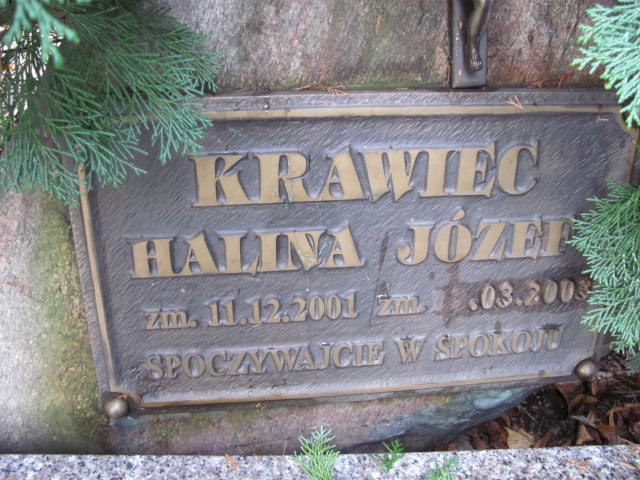 KRAWIEC
HALINA JÓZEF
zm. 11.12.2001 zm. .03.2003
SPOCZYWAJCIE W SPOKOJU